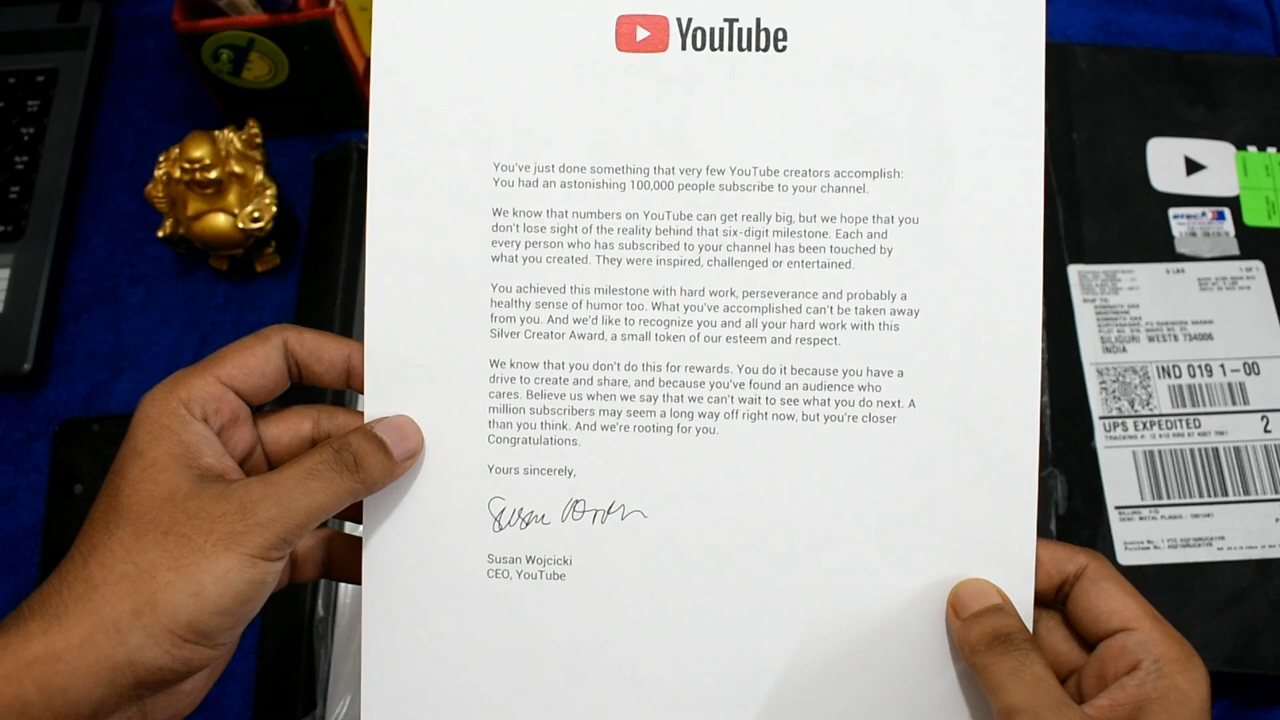 YouTube
You've just done something that very few YouTube creators accomplish:
You had an astonishing 100,000 people subscribe to your channel.
We know that numbers on YouTube can get really big, but we hope that you
don't lose sight of the reality behind that six-digit milestone. Each and
every person who has subscribed to your channel has been touched by
what you created. They were inspired, challenged or entertained.
You achieved this milestone with hard work, perseverance and probably a
healthy sense of humor too. What you've accomplished can't be taken away
from you. And we'd like to recognize you and all your hard work with this
Silver Creator Award, a small token of our esteem and respect.
We know that you don't do this for rewards. You do it because you have a
drive to create and share, and because you've found an audience who
cares. Believe us when we say that we can't wait to see what you do next. A
million subscribers may seem a long way off right now, but you're closer
than you think. And we're rooting for you.
Congratulations.
Yours sincerely,
Susan Wojcicki
CEO, YouTube
SILIGURI WESTB 734006
INDIA
IND 019 1-00
UPS EXPEDITED 2